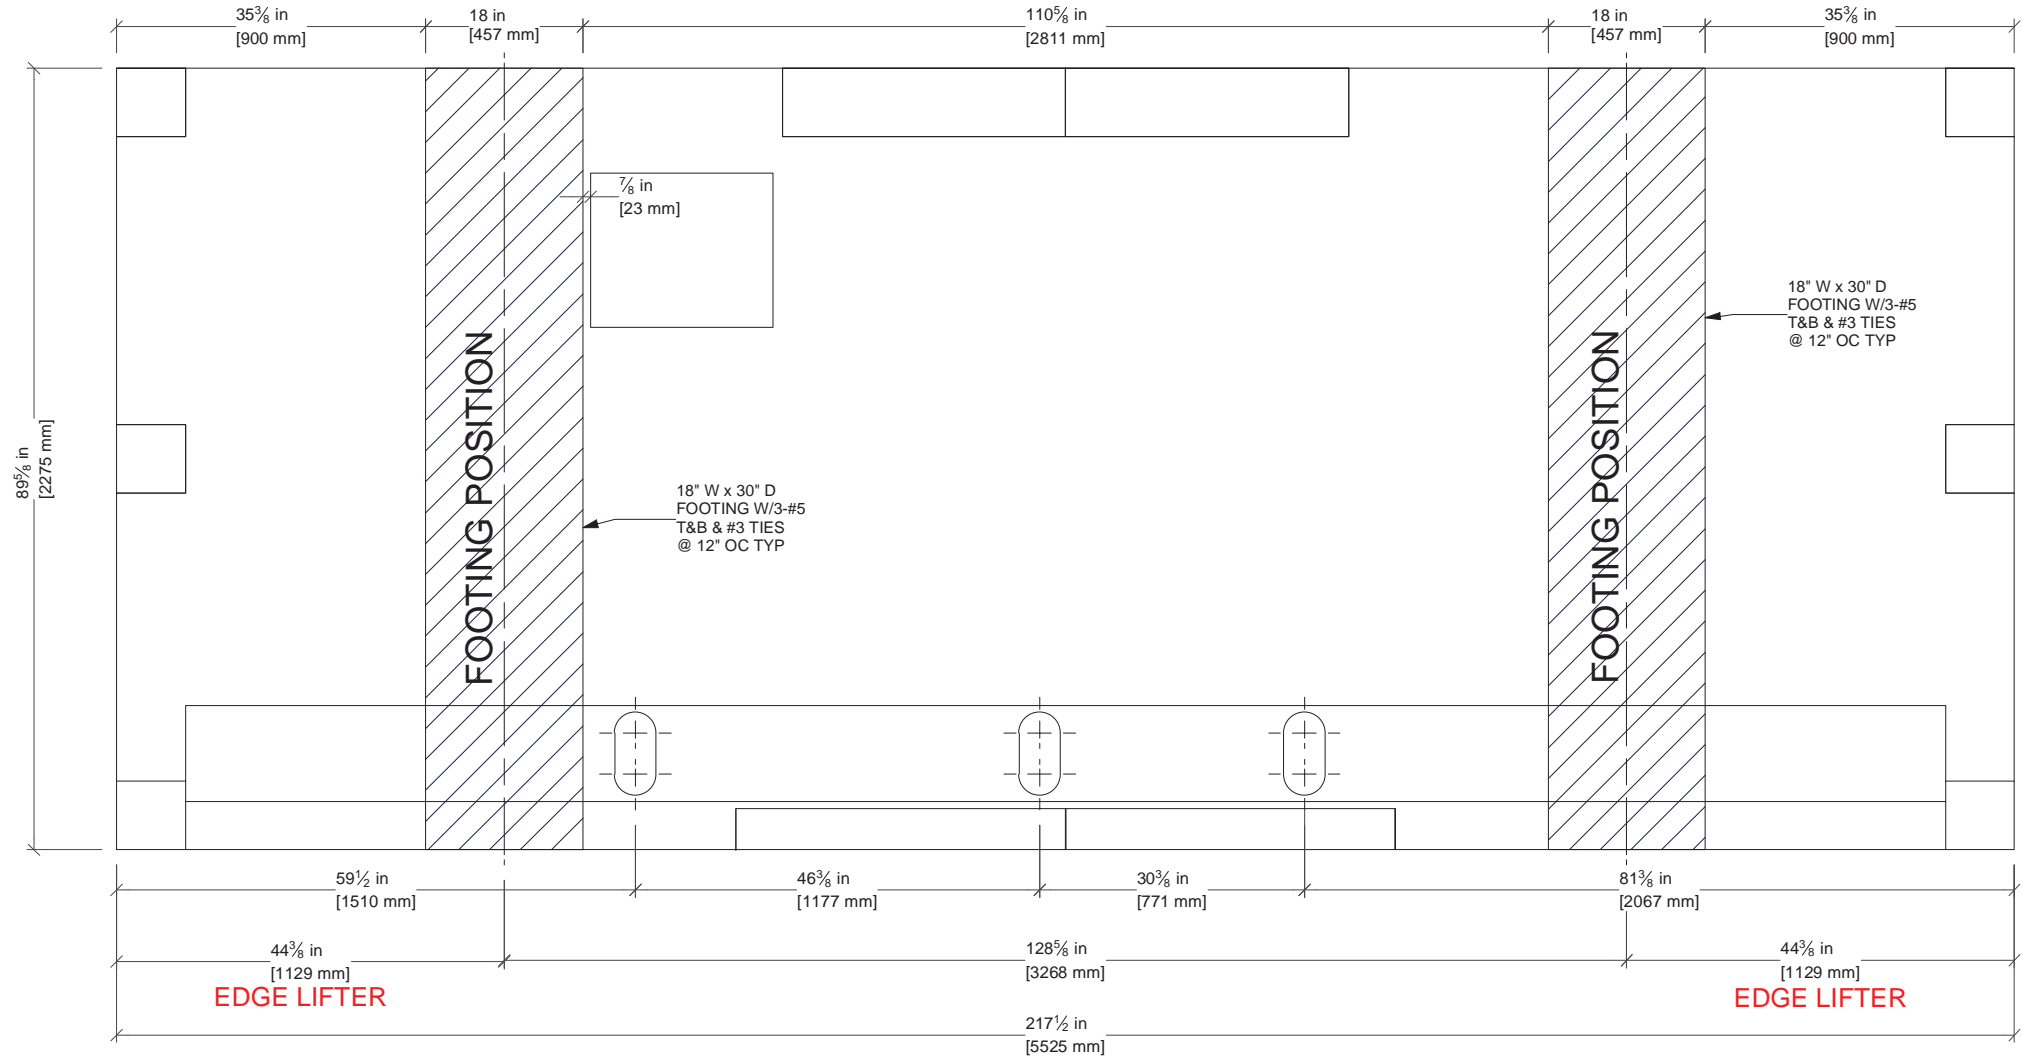 35⅜ in
[900 mm]
18 in
[457 mm]
110⅝ in
[2811 mm]
18 in
[457 mm]
35⅜ in
[900 mm]
⅞ in
[23 mm]
89⅝ in
[2275 mm]
FOOTING POSITION
18" W x 30" D
FOOTING W/3-#5
T&B & #3 TIES
@ 12" OC TYP
FOOTING POSITION
18" W x 30" D
FOOTING W/3-#5
T&B & #3 TIES
@ 12" OC TYP
59½ in
[1510 mm]
46⅜ in
[1177 mm]
30⅜ in
[771 mm]
81⅜ in
[2067 mm]
44⅜ in
[1129 mm]
EDGE LIFTER
128⅝ in
[3268 mm]
44⅜ in
[1129 mm]
EDGE LIFTER
217½ in
[5525 mm]